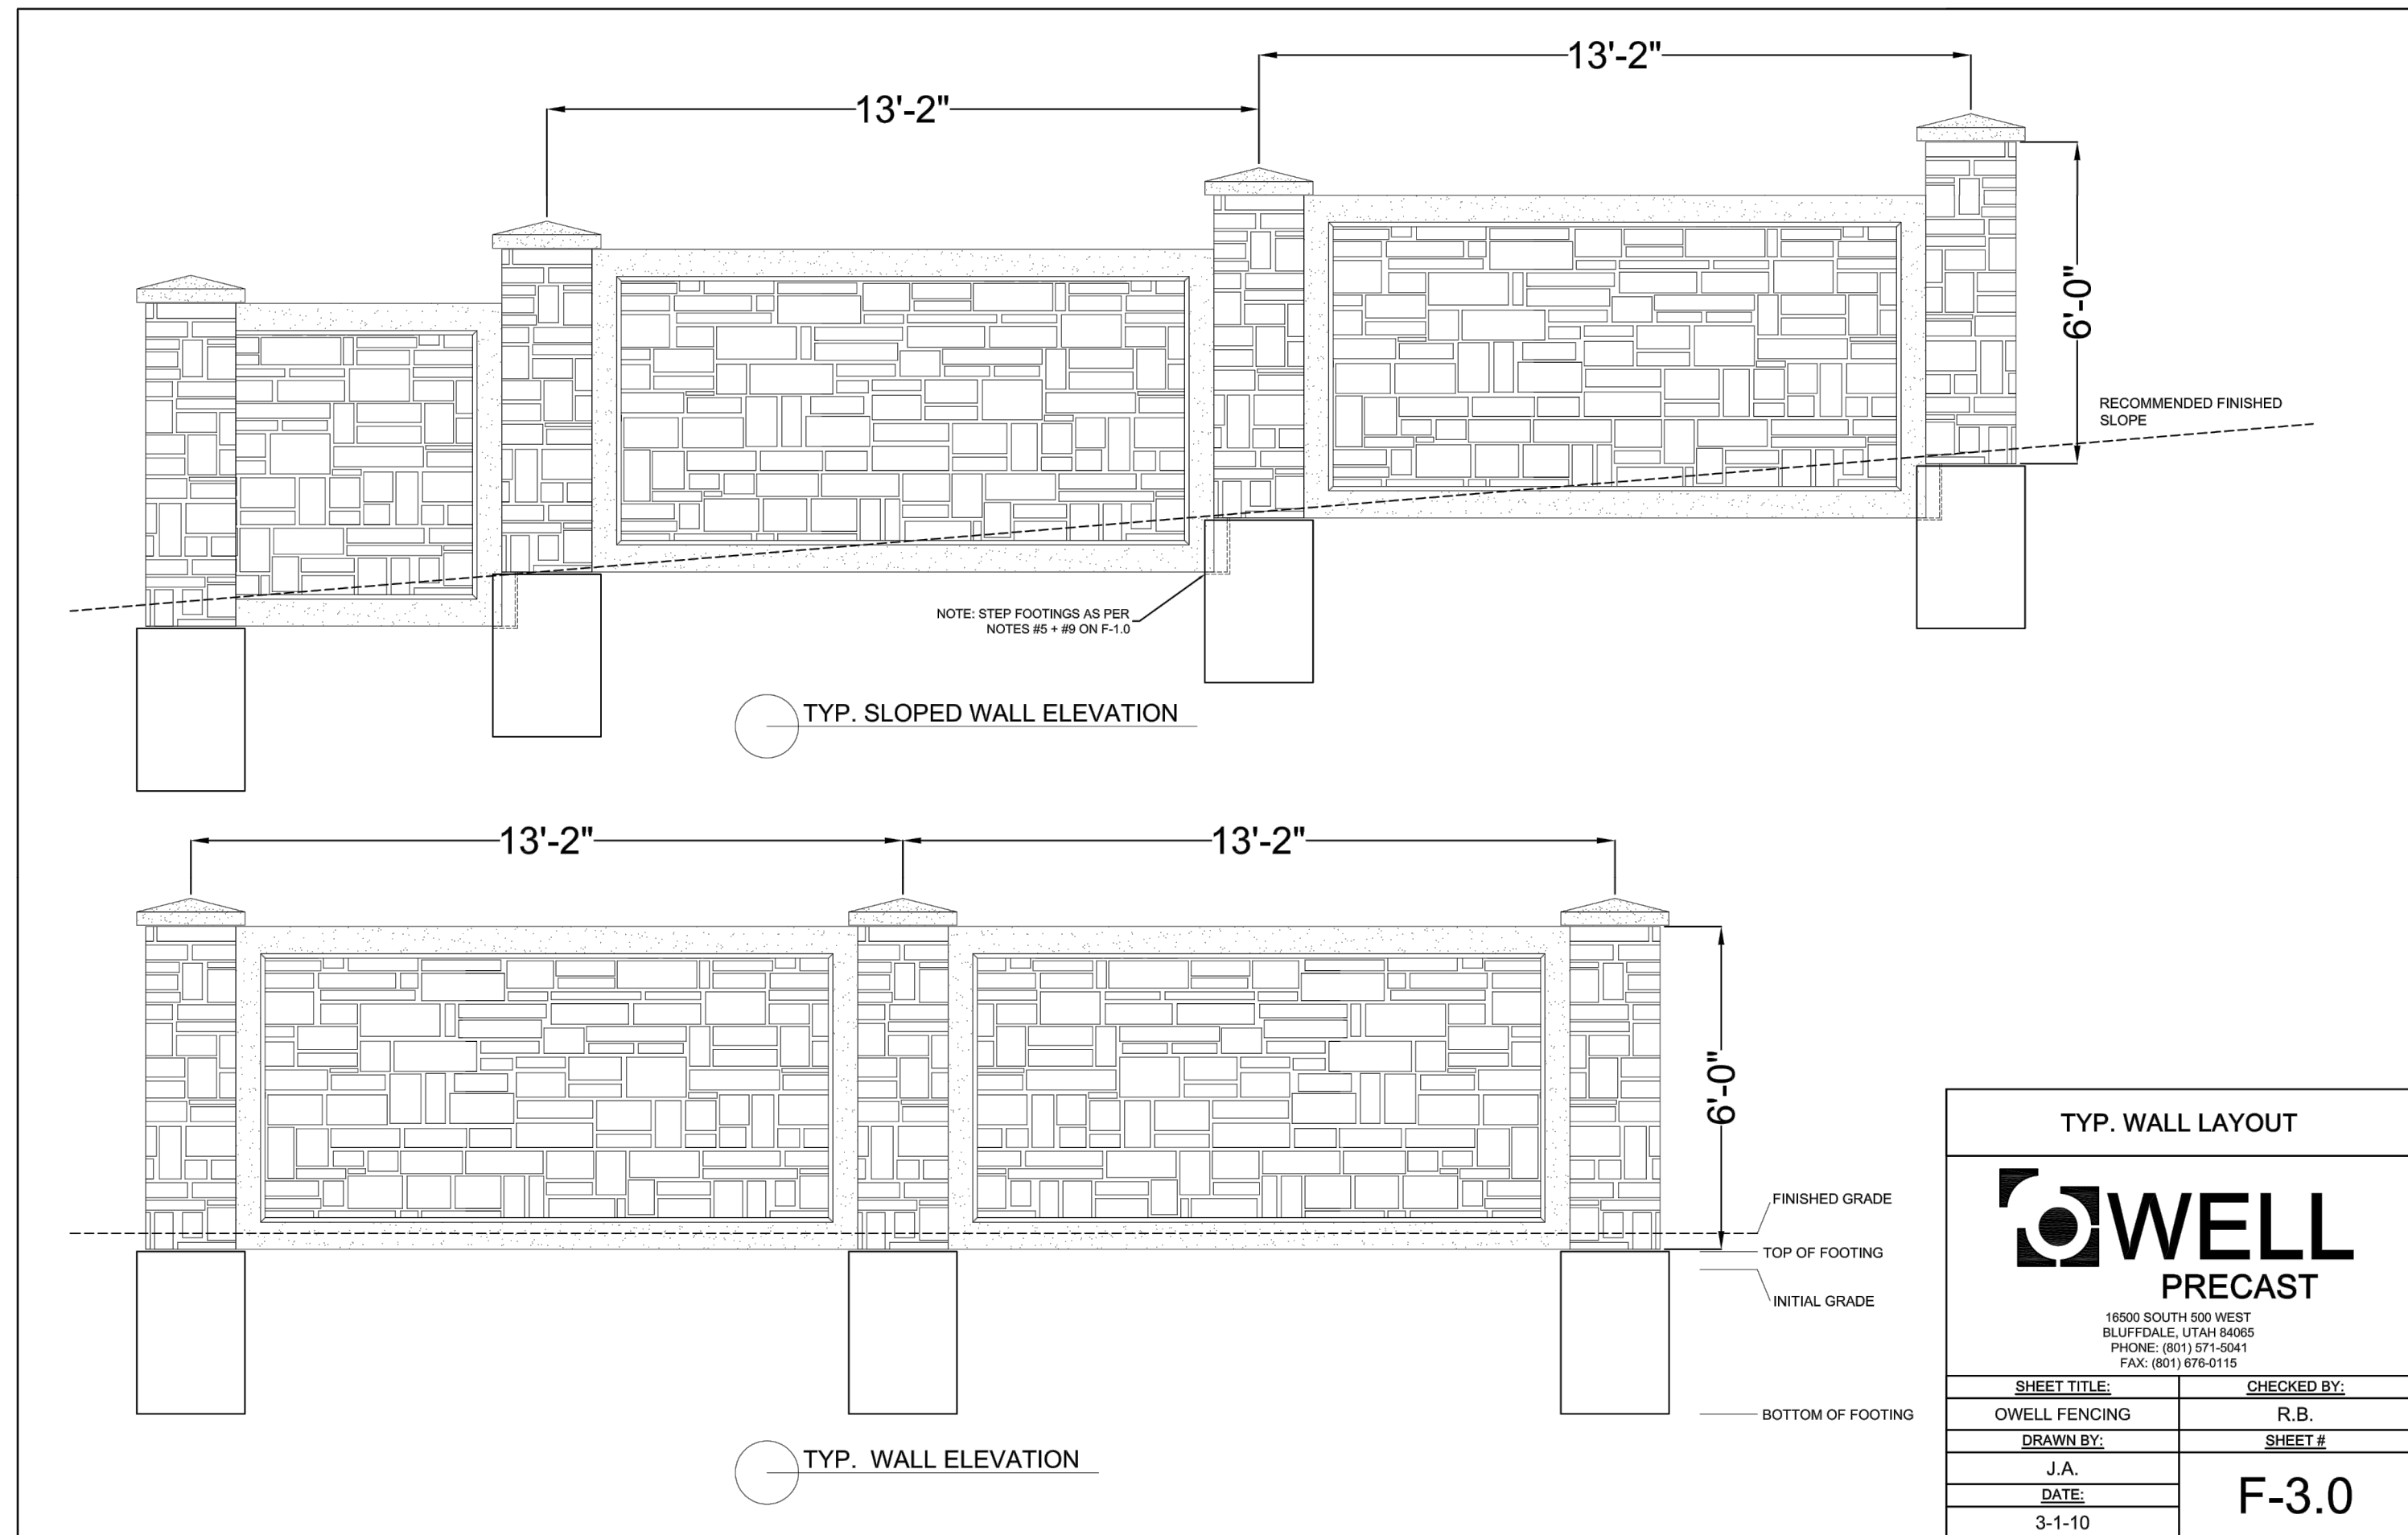 13'-2"
13'-2"
6'-0"
RECOMMENDED FINISHED
SLOPE
NOTE: STEP FOOTINGS AS PER
NOTES #5 + #9 ON F-1.0
TYP. SLOPED WALL ELEVATION
13'-2"
13'-2"
6'-0"
FINISHED GRADE
TOP OF FOOTING
INITIAL GRADE
BOTTOM OF FOOTING
TYP. WALL ELEVATION
TYP. WALL LAYOUT
OWELL
PRECAST
16500 SOUTH 500 WEST
BLUFFDALE, UTAH 84065
PHONE: (801) 571-5041
FAX: (801) 676-0115
SHEET TITLE:
CHECKED BY:
OWELL FENCING
R.B.
DRAWN BY:
SHEET #
J.A.
F-3.0
DATE:
3-1-10